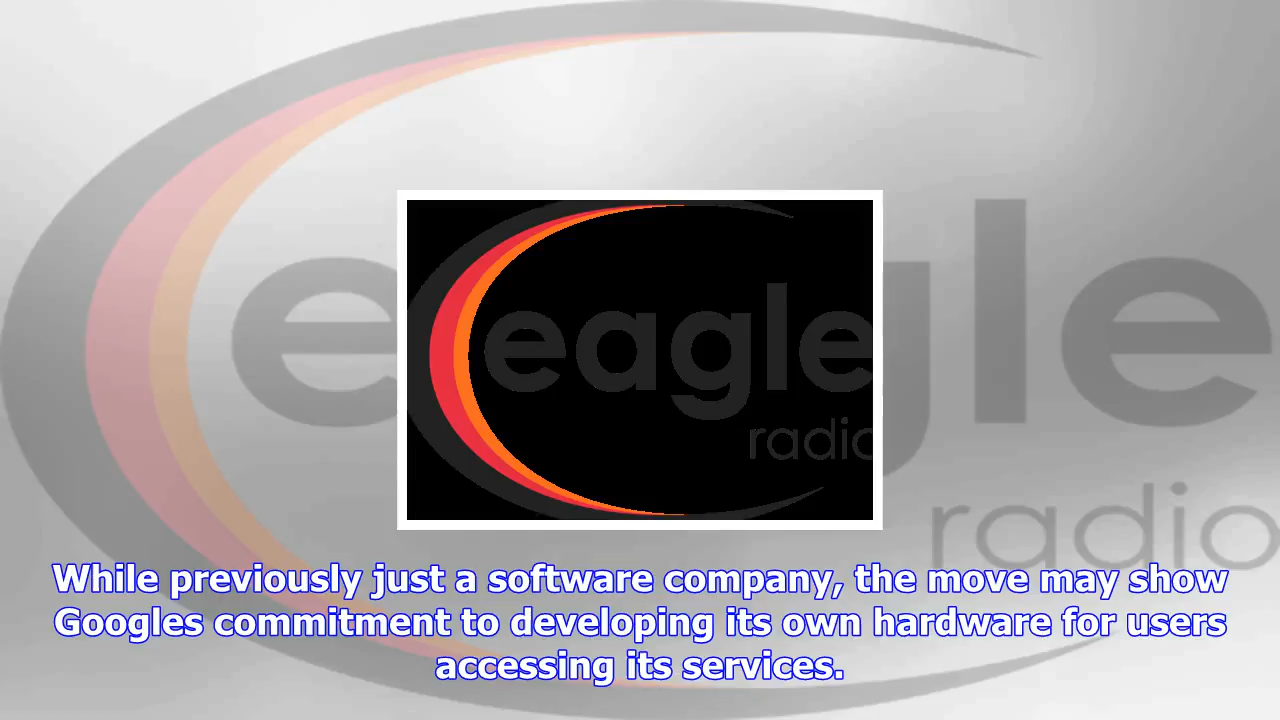 eagle
radio
eagle
radio
While previously just a software company, the move may show
Googles commitment to developing its own hardware for users
accessing its services.